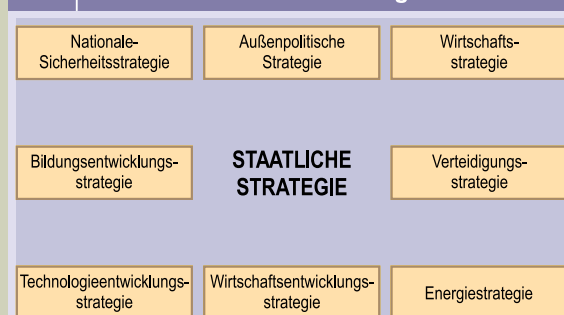 Nationale-
Sicherheitsstrategie
Außenpolitische
Strategie
Wirtschafts-
strategie
Bildungsentwicklungs-
strategie
STAATLICHE
STRATEGIE
Verteidigungs-
strategie
Technologieentwicklungs-
strategie
Wirtschaftsentwicklungs-
strategie
Energiestrategie